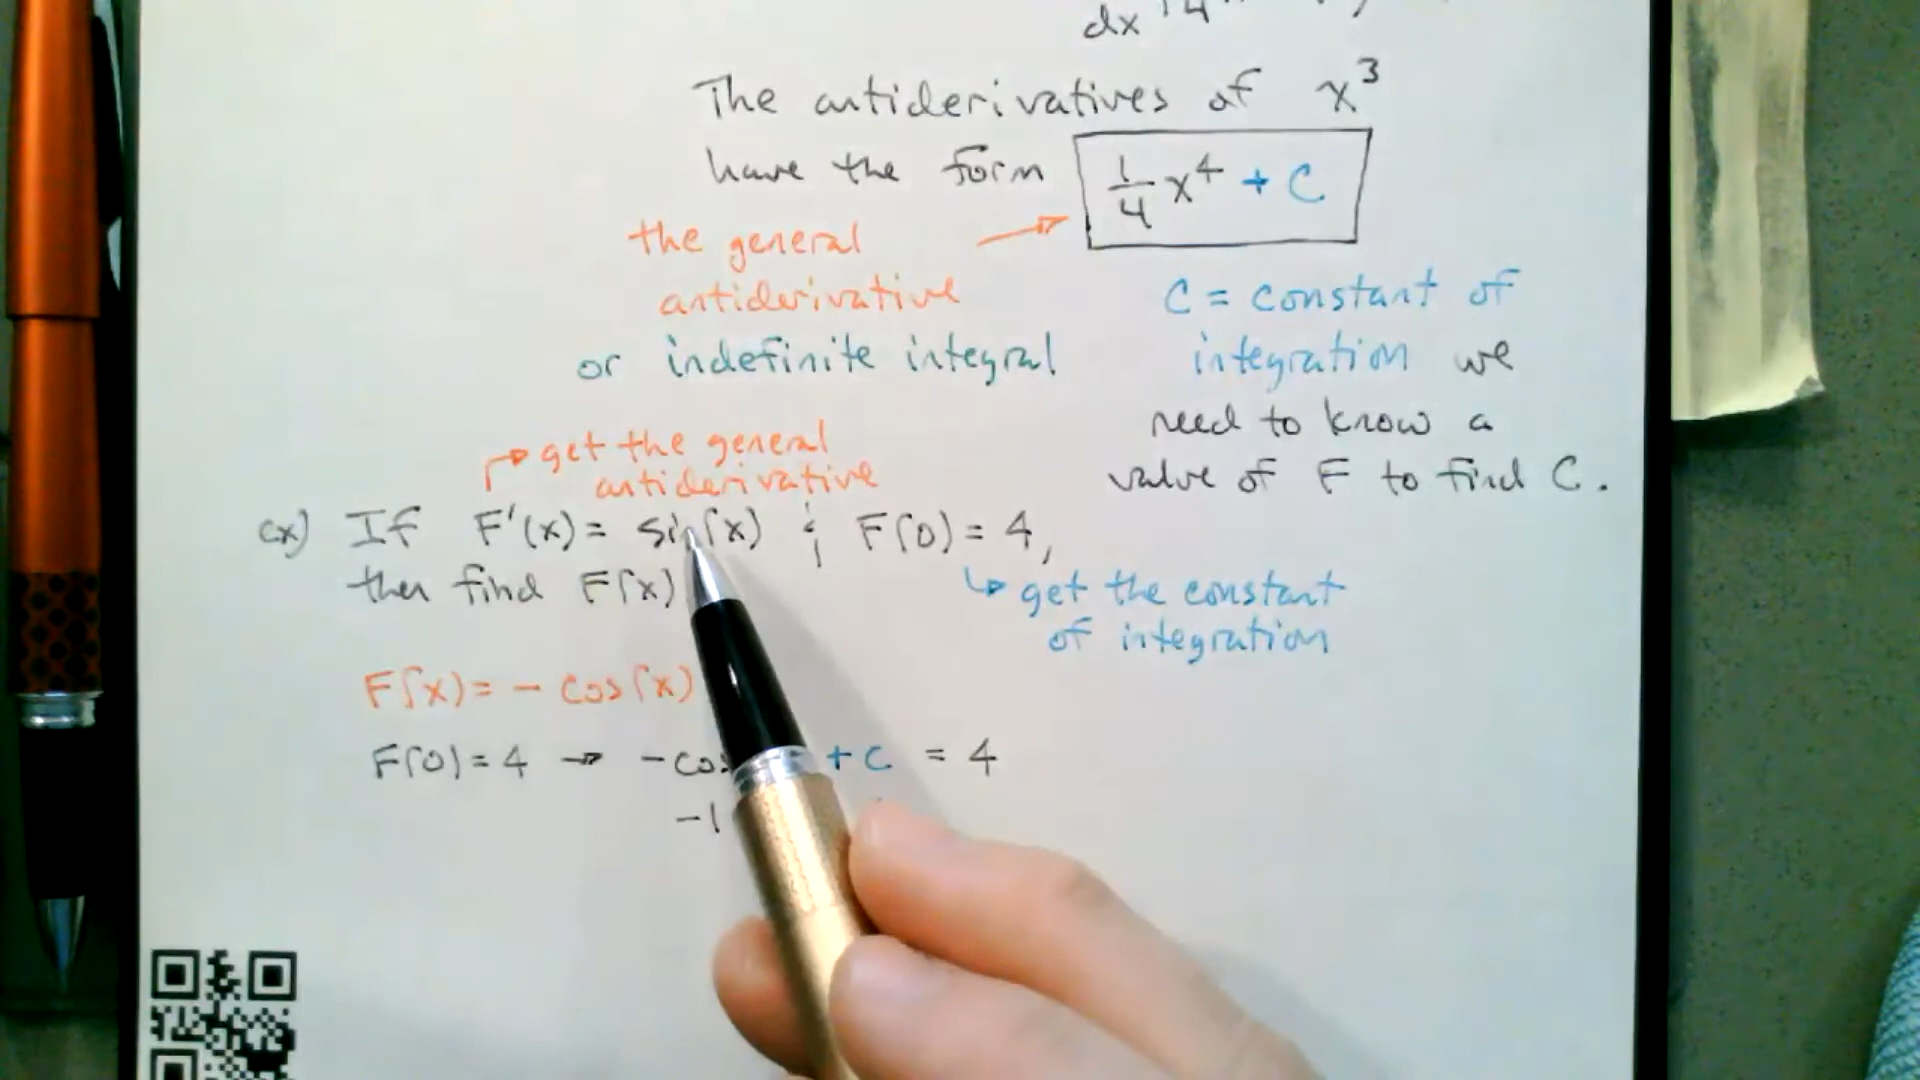 dx
The antiderivatives of x³
have the form 1/4 x⁴ + C
the general
antiderivative
or indefinite integral
C = constant of
integration we
need to know a
value of F to find C.
get the general
antiderivative
ex) If F'(x) = sin(x) & F(0) = 4,
then find F(x)
get the constant
of integration
F(x) = - cos(x)
F(0) = 4 → -cos + C = 4
-1